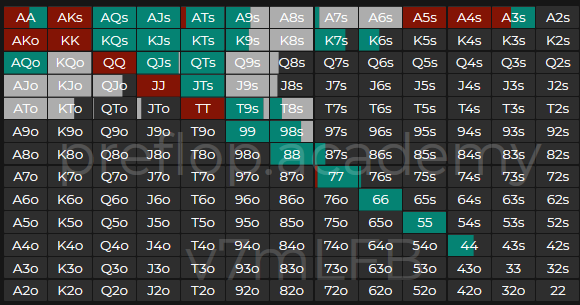 AA AKs AQs AJs ATs A9s A8s A7s A6s A5s A4s A3s A2s
AKo KK KQs KJs KTs K9s K8s K7s K6s K5s K4s K3s K2s
AQo KQo QQ QJs QTs Q9s Q8s Q7s Q6s Q5s Q4s Q3s Q2s
AJo KJo QJo JJ JTs J9s J8s J7s J6s J5s J4s J3s J2s
ATo KTo QTo JTo TT T9s T8s T7s T6s T5s T4s T3s T2s
A9o K9o Q9o J9o T9o 99 98s 97s 96s 95s 94s 93s 92s
A8o K8o Q8o J8o T8o 98o 88 87s 86s 85s 84s 83s 82s
preflop.academy
A7o K7o Q7o J7o T7o 97o 87o 77 76s 75s 74s 73s 72s
A6o K6o Q6o J6o T6o 96o 86o 76o 66 65s 64s 63s 62s
A5o K5o Q5o J5o T5o 95o 85o 75o 65o 55 54s 53s 52s
A4o K4o Q4o J4o T4o 94o 84o 74o 64o 54o 44 43s 42s
v7mLFB
A3o K3o Q3o J3o T3o 93o 83o 73o 63o 53o 43o 33 32s
A2o K2o Q2o J2o T2o 92o 82o 72o 62o 52o 42o 32o 22